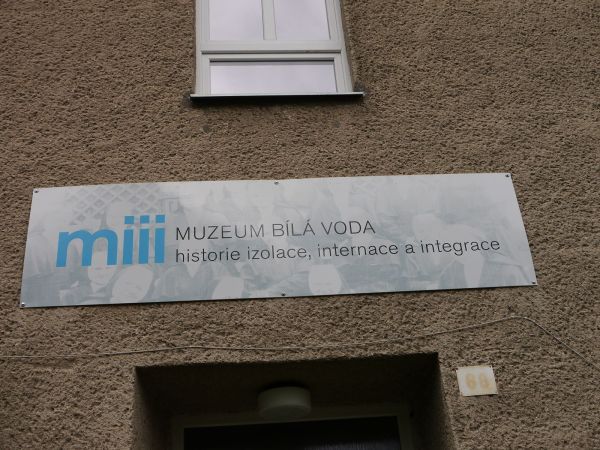 miii
MUZEUM BÍLÁ VODA
historie izolace, internace a integrace